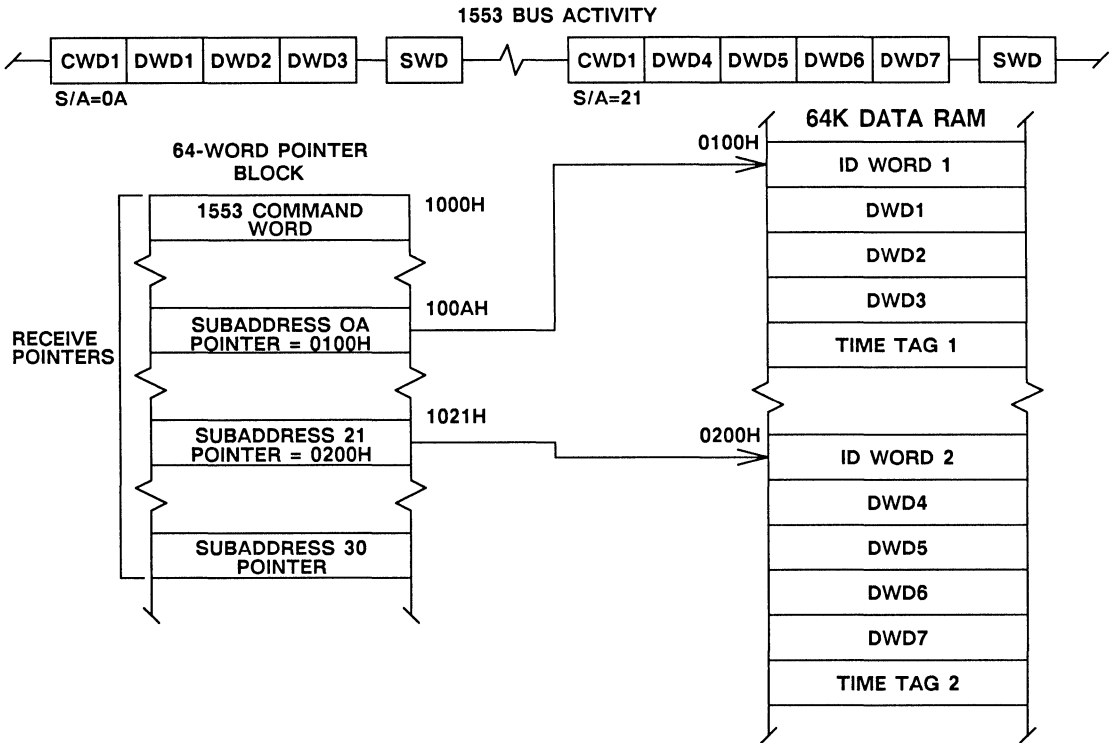 1553 BUS ACTIVITY
CWD1 DWD1 DWD2 DWD3 SWD CWD1 DWD4 DWD5 DWD6 DWD7 SWD
S/A=0A
S/A=21
64-WORD POINTER
BLOCK
RECEIVE
POINTERS
1553 COMMAND
WORD
1000H
SUBADDRESS OA
POINTER = 0100H
100AH
SUBADDRESS 21
POINTER = 0200H
1021H
SUBADDRESS 30
POINTER
64K DATA RAM
0100H
ID WORD 1
DWD1
DWD2
DWD3
TIME TAG 1
0200H
ID WORD 2
DWD4
DWD5
DWD6
DWD7
TIME TAG 2